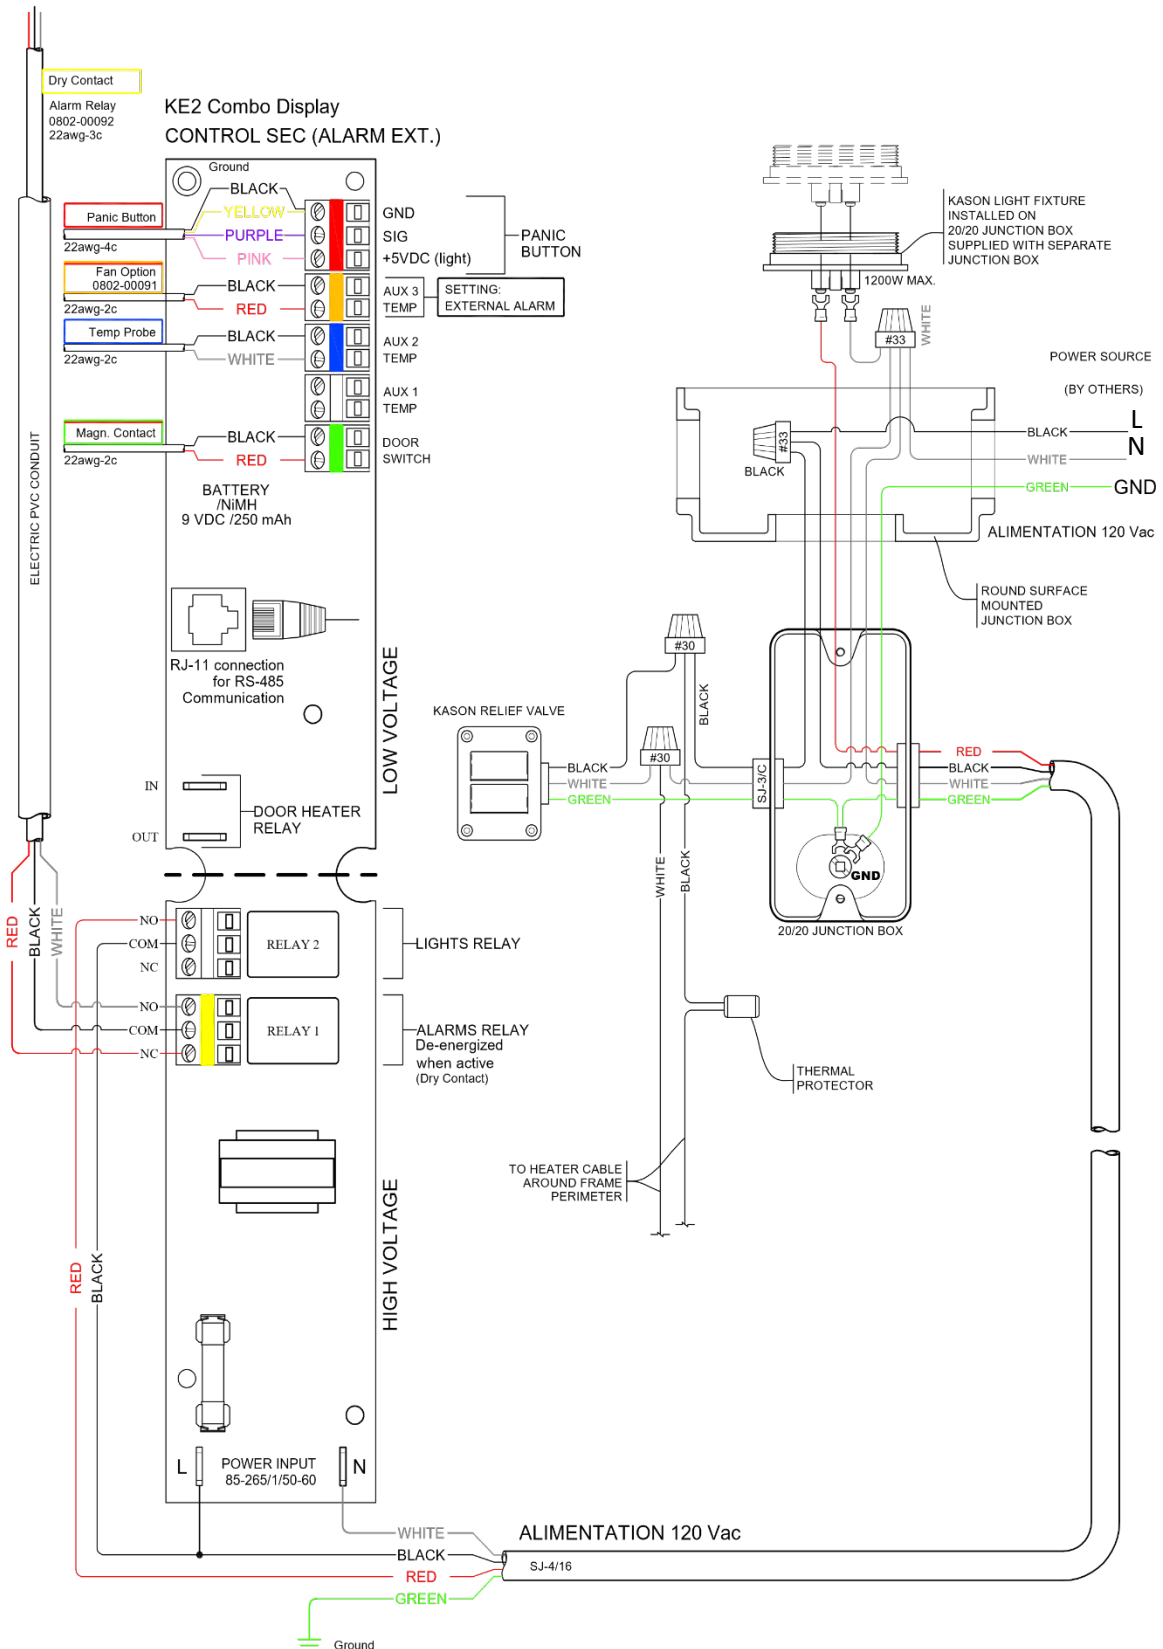 Dry Contact
Alarm Relay
0802-00092
22awg-3c
KE2 Combo Display
CONTROL SEC (ALARM EXT.)
Ground
BLACK
YELLOW
PURPLE
PINK
Panic Button
22awg-4c
GND
SIG
+5VDC (light)
PANIC
BUTTON
Fan Option
0802-00091
22awg-2c
BLACK
RED
AUX 3
TEMP
SETTING:
EXTERNAL ALARM
Temp Probe
22awg-2c
BLACK
WHITE
AUX 2
TEMP
AUX 1
TEMP
Magn. Contact
22awg-2c
BLACK
RED
DOOR
SWITCH
BATTERY
/NiMH
9 VDC /250 mAh
ELECTRIC PVC CONDUIT
RJ-11 connection
for RS-485
Communication
LOW VOLTAGE
IN
OUT
DOOR HEATER
RELAY
RED
BLACK
WHITE
NO
COM
NC
RELAY 2
LIGHTS RELAY
NO
COM
NC
RELAY 1
ALARMS RELAY
De-energized
when active
(Dry Contact)
HIGH VOLTAGE
RED
BLACK
L
POWER INPUT
85-265/1/50-60
N
WHITE
BLACK
RED
GREEN
Ground
ALIMENTATION 120 Vac
SJ-4/16
KASON LIGHT FIXTURE
INSTALLED ON
20/20 JUNCTION BOX
SUPPLIED WITH SEPARATE
JUNCTION BOX
1200W MAX.
#33
WHITE
POWER SOURCE
(BY OTHERS)
L
BLACK
N
WHITE
GREEN
GND
#33
BLACK
ALIMENTATION 120 Vac
ROUND SURFACE
MOUNTED
JUNCTION BOX
#30
BLACK
KASON RELIEF VALVE
#30
BLACK
WHITE
GREEN
SJ-3/C
RED
BLACK
WHITE
GREEN
GND
20/20 JUNCTION BOX
WHITE
BLACK
THERMAL
PROTECTOR
TO HEATER CABLE
AROUND FRAME
PERIMETER